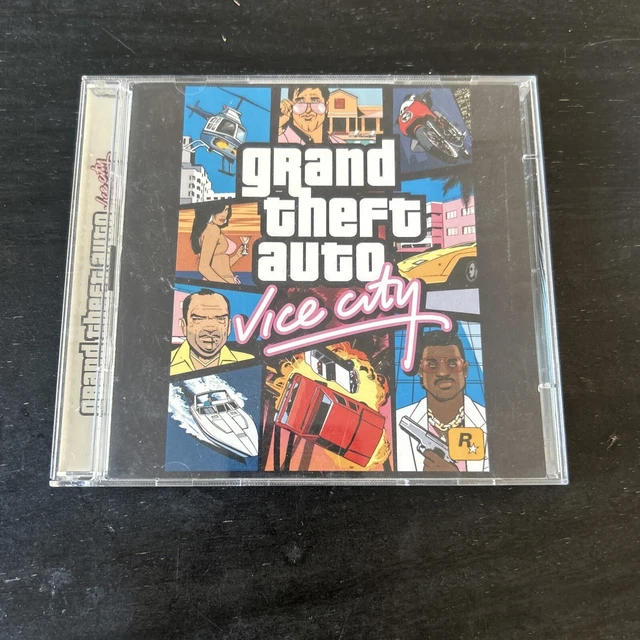 grand
theft
auto
Vice City
R
grand theft auto vice city